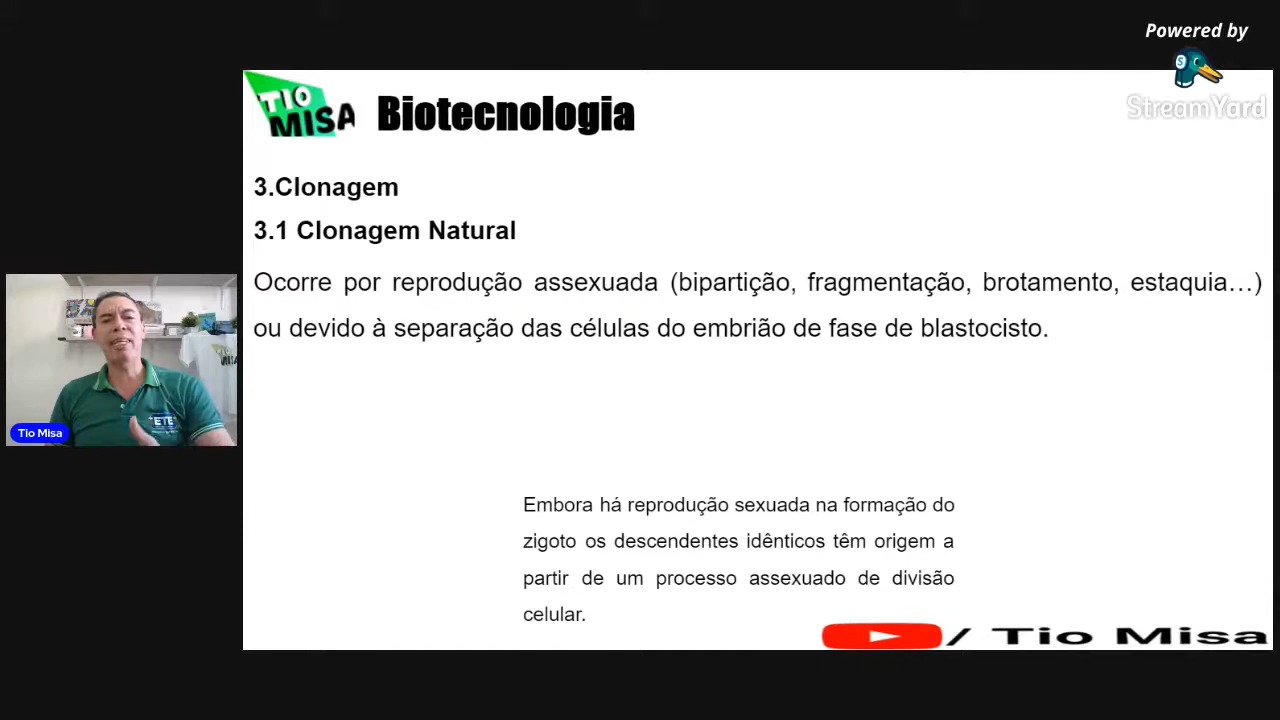 Powered by
StreamYard
TIO
MISA
Biotecnologia
3.Clonagem
3.1 Clonagem Natural
Ocorre por reprodução assexuada (bipartição, fragmentação, brotamento, estaquia...)
ou devido à separação das células do embrião de fase de blastocisto.
ETE
Tio Misa
Embora há reprodução sexuada na formação do
zigoto os descendentes idênticos têm origem a
partir de um processo assexuado de divisão
celular.
/ Tio Misa